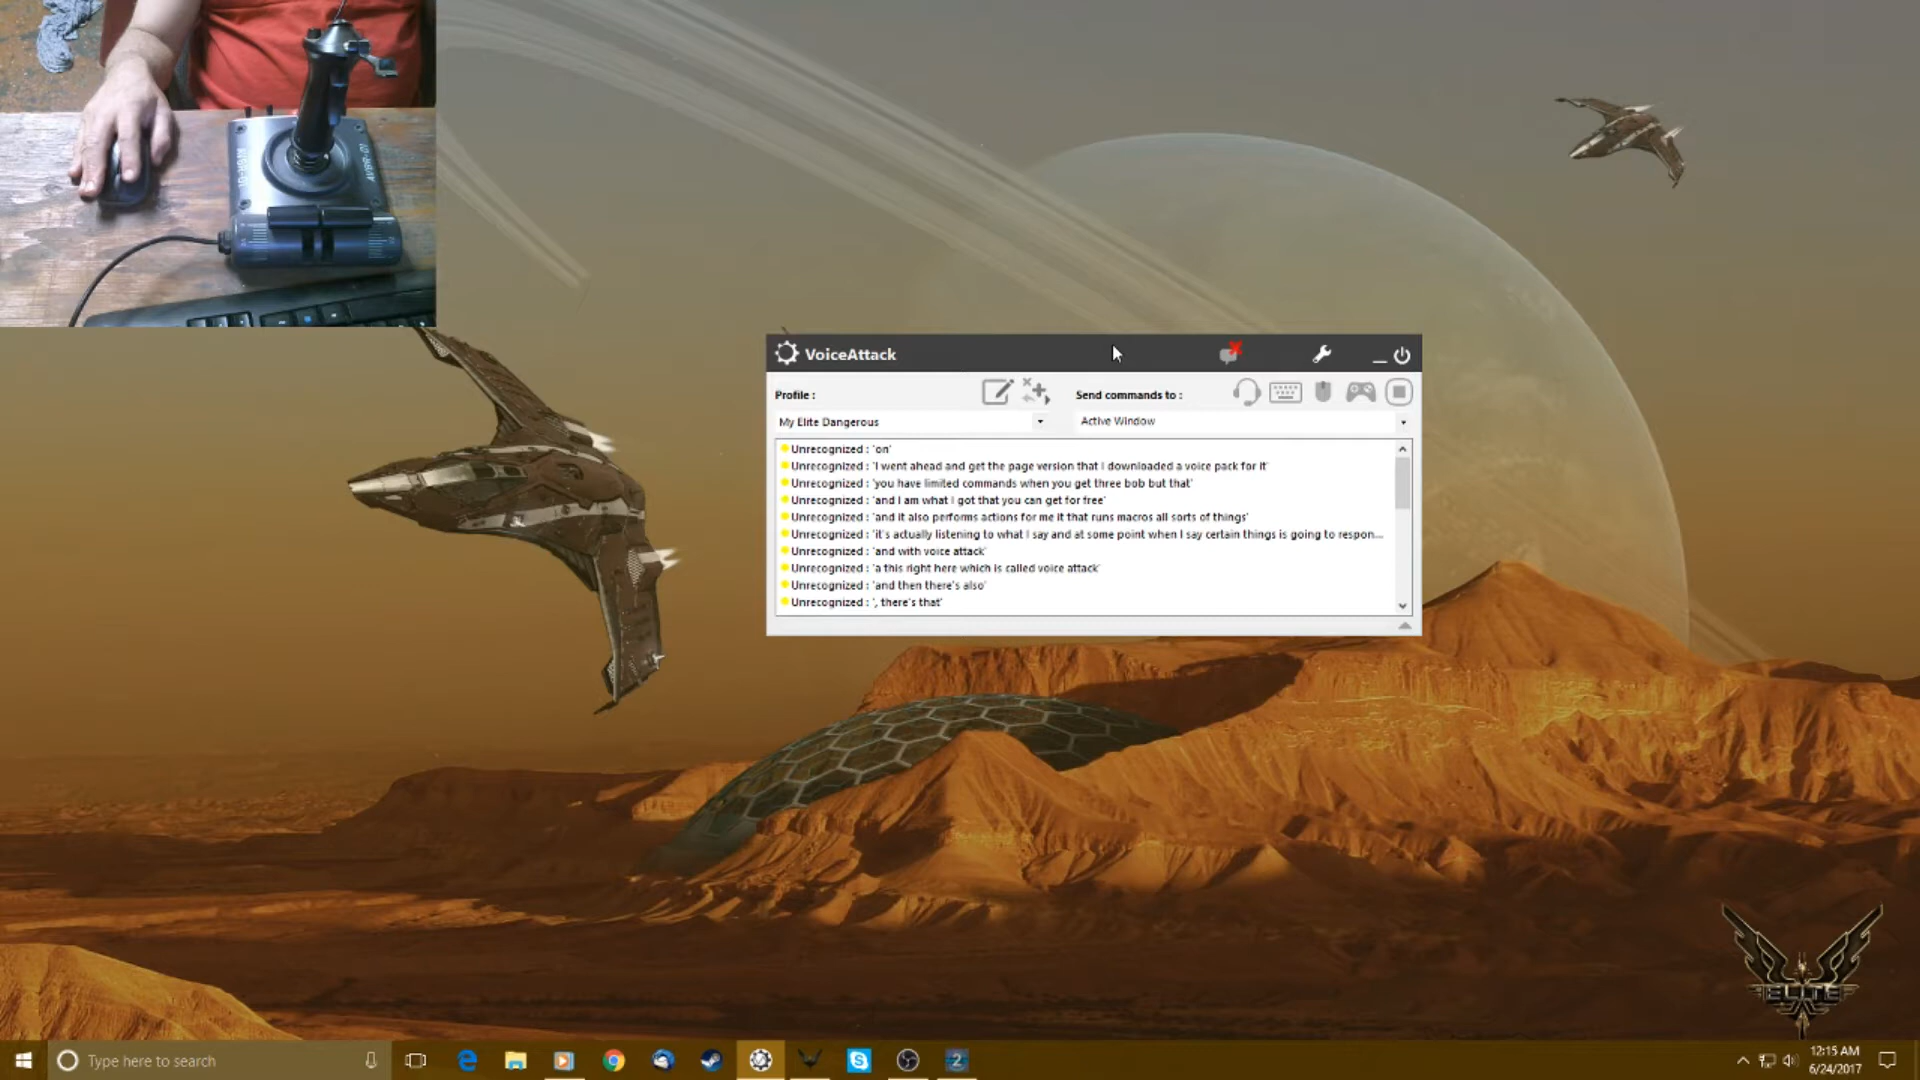 AV8R-01
VoiceAttack
Profile :
Send commands to :
My Elite Dangerous
Active Window
Unrecognized : 'on'
Unrecognized : 'I went ahead and get the page version that I downloaded a voice pack for it'
Unrecognized : 'you have limited commands when you get three bob but that'
Unrecognized : 'and I am what I got that you can get for free'
Unrecognized : 'and it also performs actions for me it that runs macros all sorts of things'
Unrecognized : 'it's actually listening to what I say and at some point when I say certain things is going to respon...
Unrecognized : 'and with voice attack'
Unrecognized : 'a this right here which is called voice attack'
Unrecognized : 'and then there's also'
Unrecognized : ', there's that'
ELITE
Type here to search
2
12:15 AM
6/24/2017